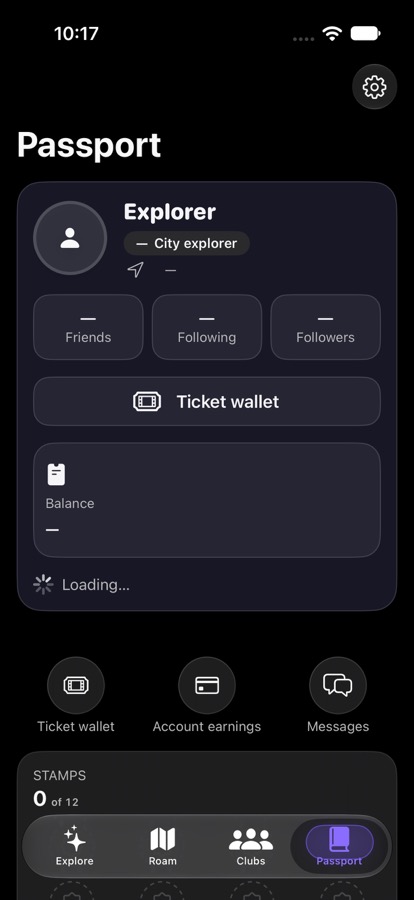 10:17
Passport
Explorer
— City explorer
—
— — —
Friends Following Followers
Ticket wallet
Balance
—
Loading...
Ticket wallet Account earnings Messages
STAMPS
0 of 12
Explore Roam Clubs Passport